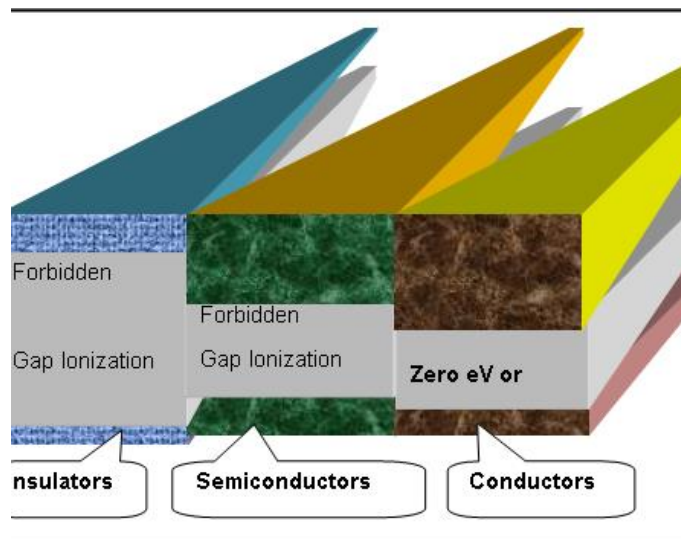 Forbidden
Gap Ionization
Forbidden
Gap Ionization
Zero eV or
nsulators
Semiconductors
Conductors